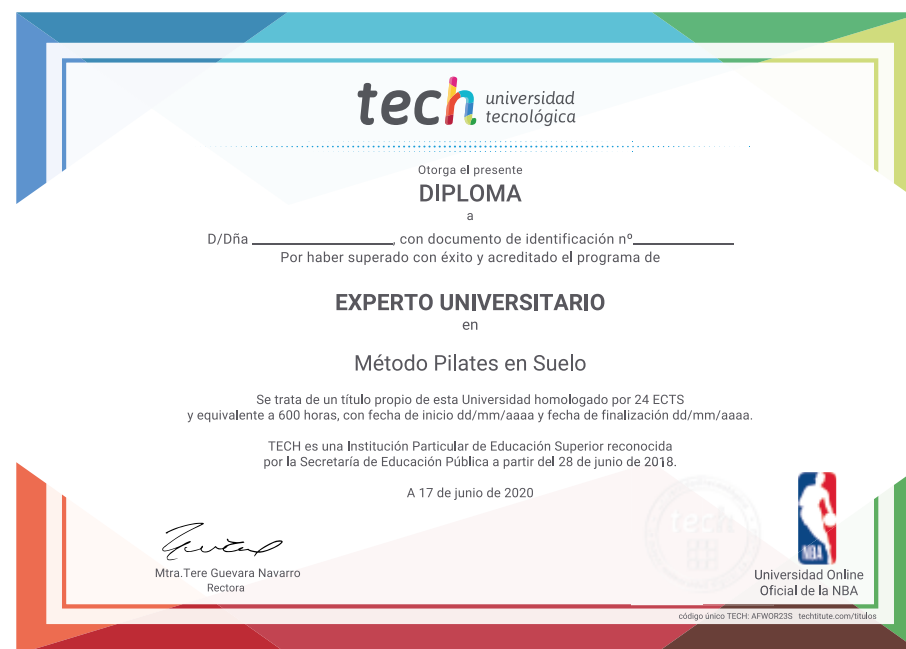 tech universidad
tecnológica
Otorga el presente
DIPLOMA
a
D/Dña ____________________, con documento de identificación nº______________
Por haber superado con éxito y acreditado el programa de
EXPERTO UNIVERSITARIO
en
Método Pilates en Suelo
Se trata de un título propio de esta Universidad homologado por 24 ECTS
y equivalente a 600 horas, con fecha de inicio dd/mm/aaaa y fecha de finalización dd/mm/aaaa.
TECH es una Institución Particular de Educación Superior reconocida
por la Secretaría de Educación Pública a partir del 28 de junio de 2018.
A 17 de junio de 2020
tech
NBA
Mtra.Tere Guevara Navarro
Rectora
Universidad Online
Oficial de la NBA
código único TECH: AFWOR23S techtitute.com/titulos